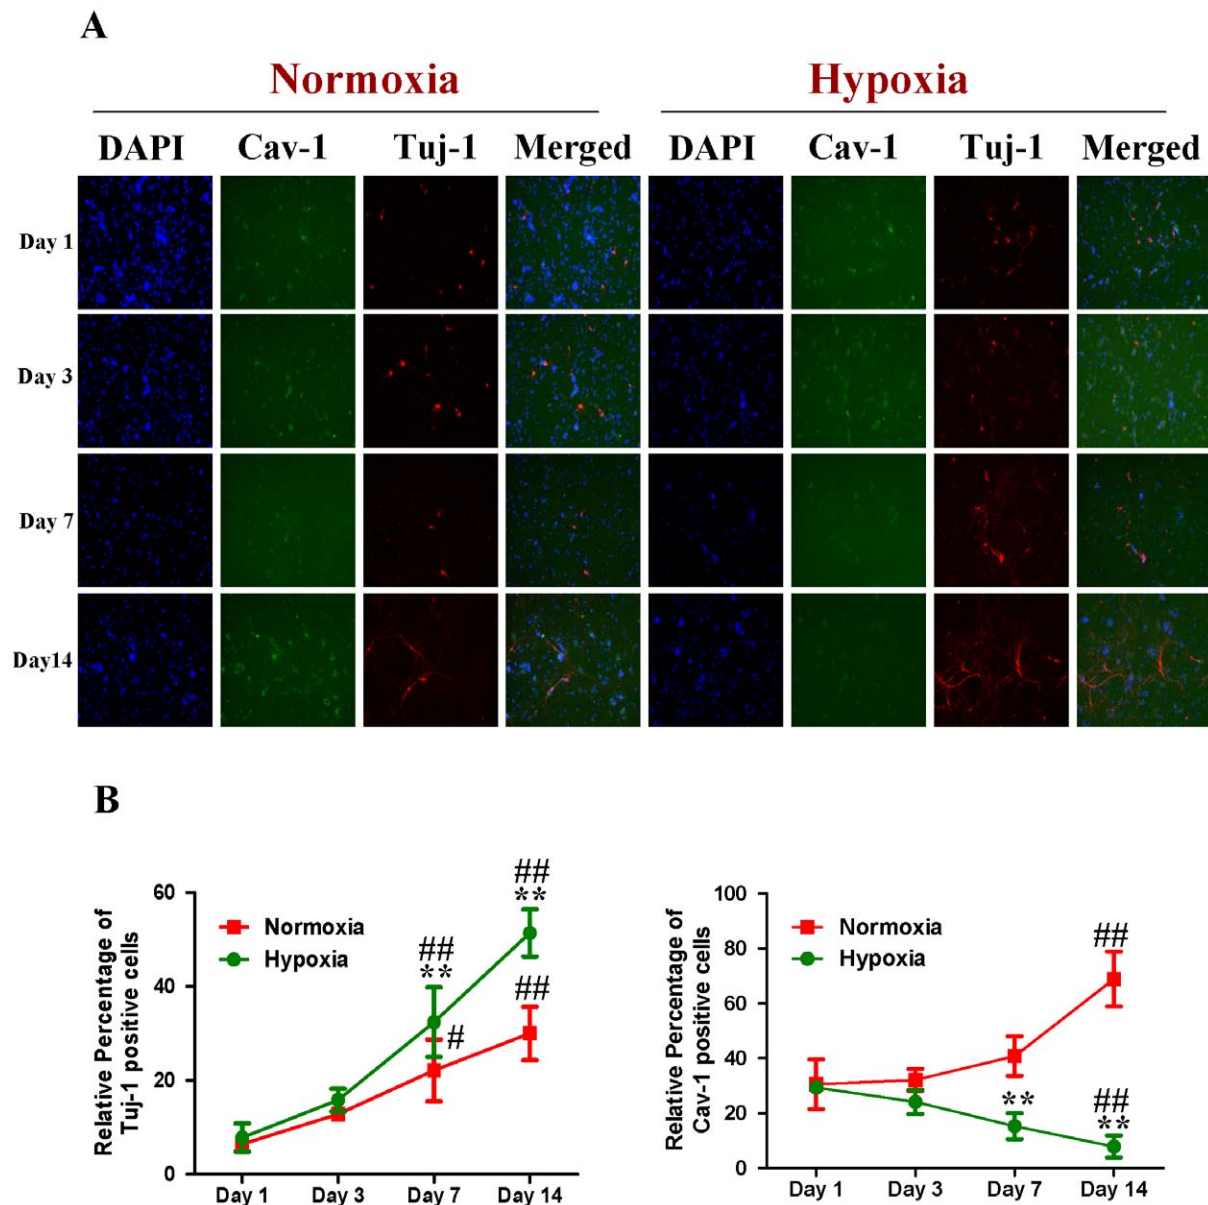 A
Normoxia Hypoxia
DAPI Cav-1 Tuj-1 Merged DAPI Cav-1 Tuj-1 Merged
Day 1
Day 3
Day 7
Day14
B
Relative Percentage of
Tuj-1 positive cells
60
40
20
0
Normoxia
Hypoxia
##
**
##
**
##
#
Day 1 Day 3 Day 7 Day 14
Relative Percentage of
Cav-1 positive cells
100
80
60
40
20
0
Normoxia
Hypoxia
##
**
##
**
Day 1 Day 3 Day 7 Day 14